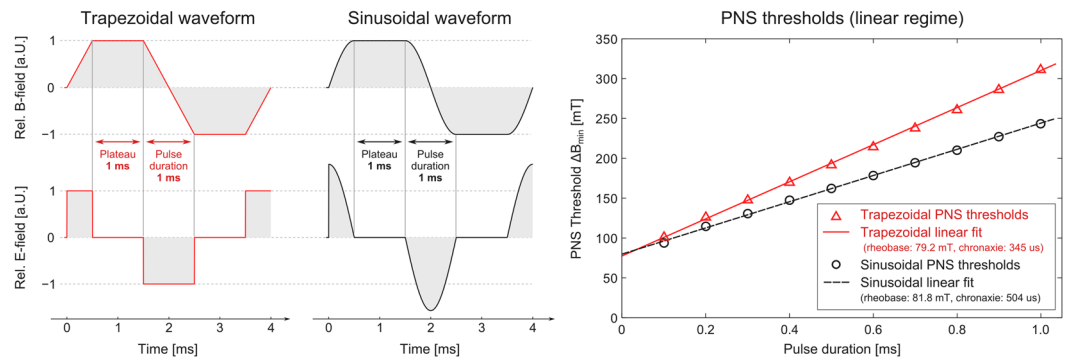 Trapezoidal waveform
Rel. B-field [a.U.]
1
0
−1
Plateau
1 ms
Pulse
duration
1 ms
Rel. E-field [a.U.]
1
0
−1
0 1 2 3 4
Time [ms]
Sinusoidal waveform
Plateau
1 ms
Pulse
duration
1 ms
0 1 2 3 4
Time [ms]
PNS thresholds (linear regime)
PNS Threshold ΔBmin [mT]
350
300
250
200
150
100
50
0
Trapezoidal PNS thresholds
Trapezoidal linear fit
(rheobase: 79.2 mT, chronaxie: 345 us)
Sinusoidal PNS thresholds
Sinusoidal linear fit
(rheobase: 81.8 mT, chronaxie: 504 us)
0 0.2 0.4 0.6 0.8 1.0
Pulse duration [ms]